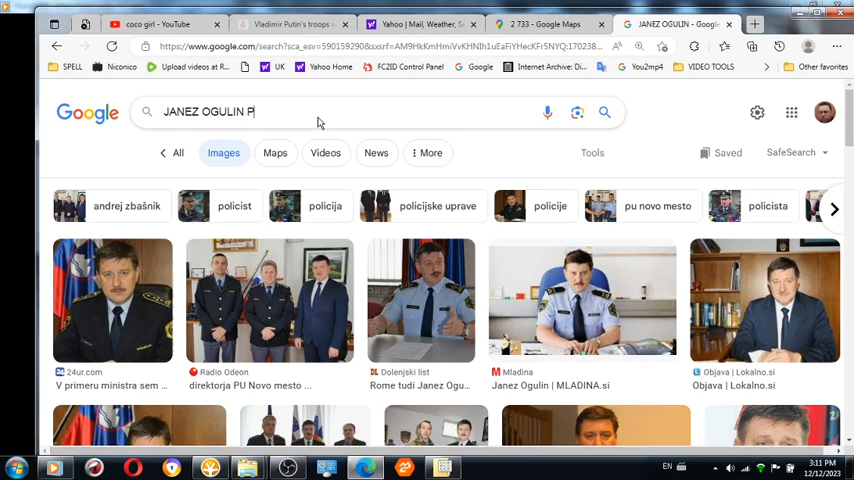 coco girl - YouTube
Vladimir Putin's troops w
Yahoo | Mail, Weather, Se
2 733 - Google Maps
JANEZ OGULIN - Google
https://www.google.com/search?sca_esv=590159290&sxsrf=AM9HkKmHmiVvKHNIh1uEaFiYHecKFr5NYQ:170238...
SPELL
Niconico
Upload videos at R...
UK
Yahoo Home
FC2ID Control Panel
Google
Internet Archive: Di...
You2mp4
VIDEO TOOLS
Other favorites
Google
JANEZ OGULIN P
All
Images
Maps
Videos
News
More
Tools
Saved
SafeSearch
andrej zbašnik
policist
policija
policijske uprave
policije
pu novo mesto
policista
24ur.com
V primeru ministra sem ...
Radio Odeon
direktorja PU Novo mesto ...
DL Dolenjski list
Rome tudi Janez Ogu...
M Mladina
Janez Ogulin | MLADINA.si
Objava | Lokalno.si
Objava | Lokalno.si
EN
3:11 PM
12/12/2023